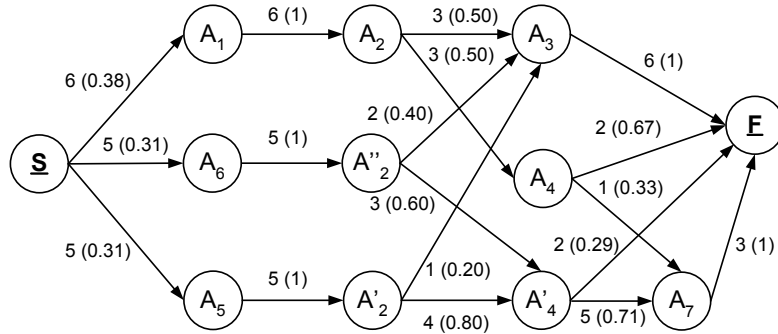 6 (1)
3 (0.50)
A1
A2
A3
3 (0.50)
6 (1)
6 (0.38)
2 (0.40)
F
5 (0.31)
5 (1)
2 (0.67)
S
A6
A''2
A4
1 (0.33)
3 (0.60)
5 (0.31)
2 (0.29)
3 (1)
5 (1)
1 (0.20)
A5
A'2
A'4
A7
4 (0.80)
5 (0.71)